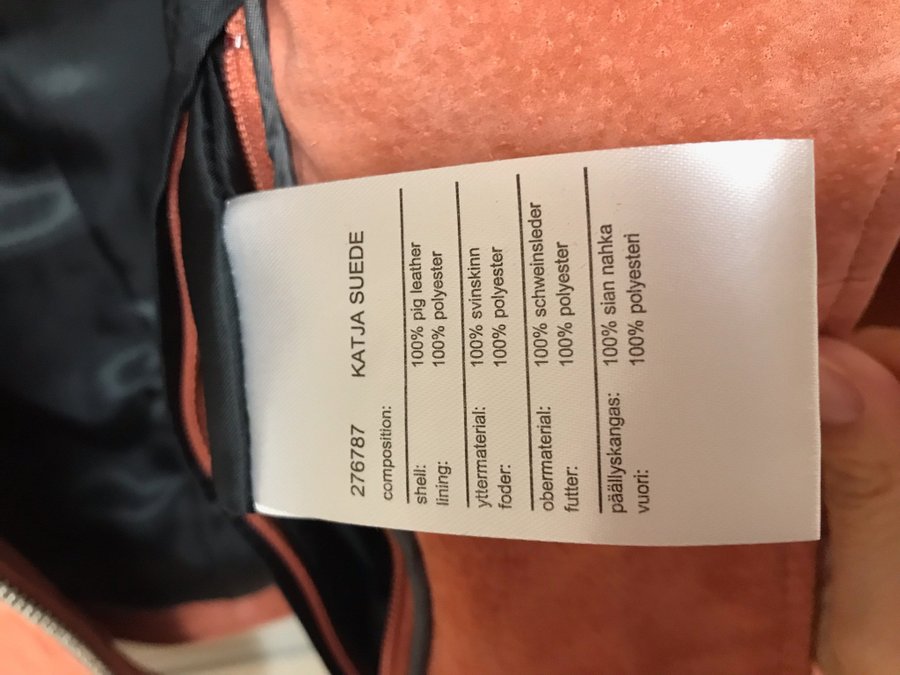 276787 KATJA SUEDE
composition:
shell: 100% pig leather
lining: 100% polyester
yttermaterial: 100% svinskinn
foder: 100% polyester
obermaterial: 100% schweinsleder
futter: 100% polyester
päällyskangas: 100% sian nahka
vuori: 100% polyesteri